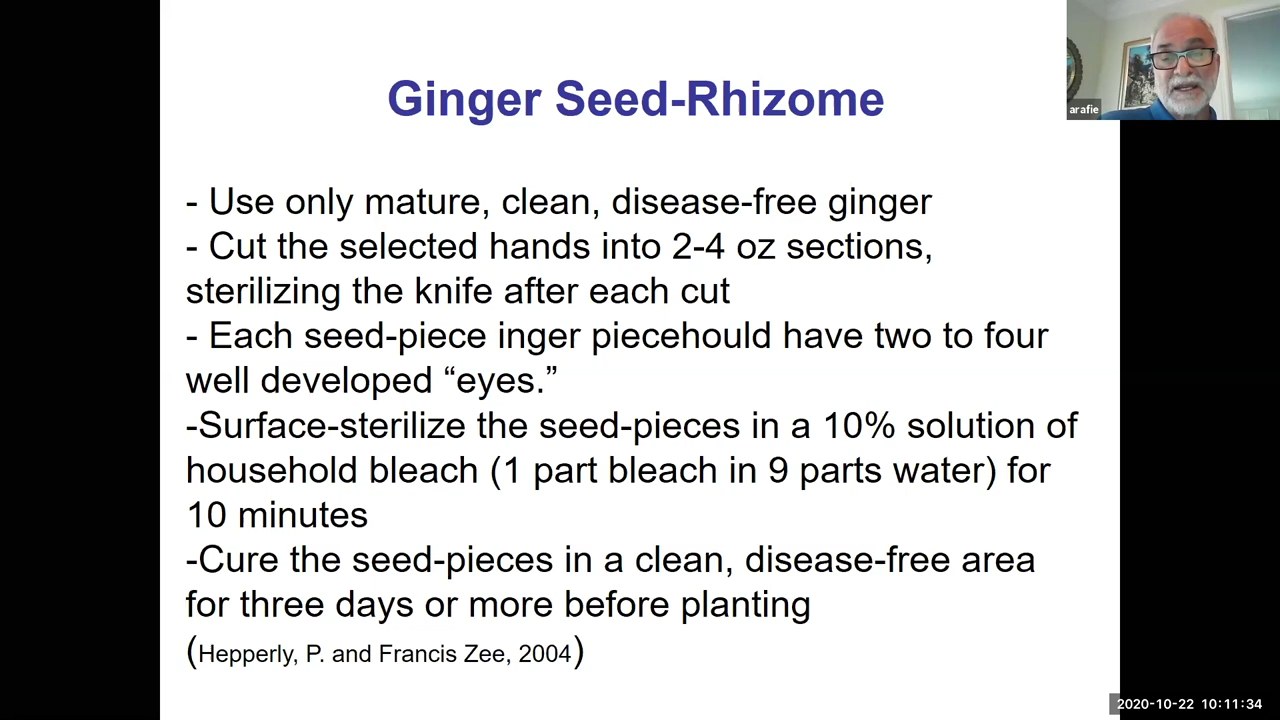 Ginger Seed-Rhizome
- Use only mature, clean, disease-free ginger
- Cut the selected hands into 2-4 oz sections,
sterilizing the knife after each cut
- Each seed-piece inger piecehould have two to four
well developed “eyes.”
-Surface-sterilize the seed-pieces in a 10% solution of
household bleach (1 part bleach in 9 parts water) for
10 minutes
-Cure the seed-pieces in a clean, disease-free area
for three days or more before planting
(Hepperly, P. and Francis Zee, 2004)
arafie
2020-10-22 10:11:34